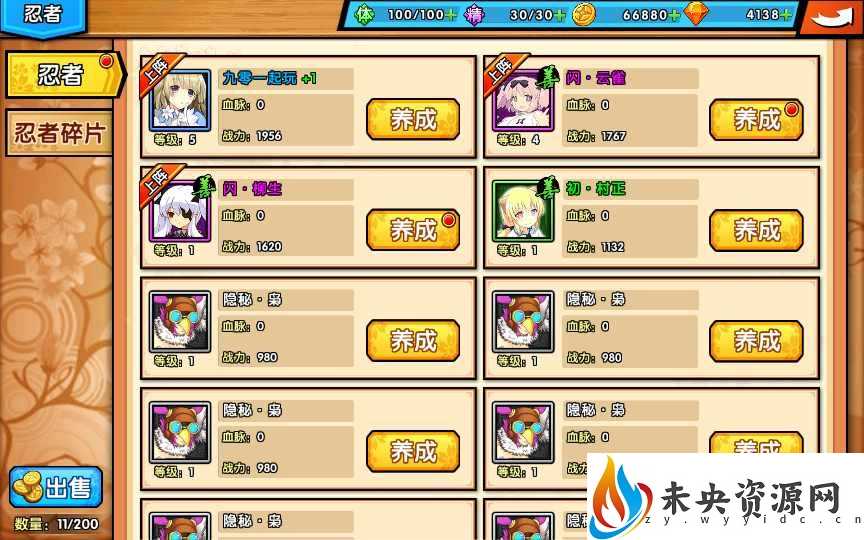 忍者
体 100/100+ 精 30/30+ 66880+ 4138+
忍者
忍者碎片
上阵
九零一起玩 +1
血脉: 0
战力: 1956
等级: 5
养成
上阵
善
闪·云雀
血脉: 0
战力: 1767
等级: 4
养成
上阵
善
闪·柳生
血脉: 0
战力: 1620
等级: 1
养成
善
初·村正
血脉: 0
战力: 1132
等级: 1
养成
隐秘·枭
血脉: 0
战力: 980
等级: 1
养成
隐秘·枭
血脉: 0
战力: 980
等级: 1
养成
隐秘·枭
血脉: 0
战力: 980
等级: 1
养成
隐秘·枭
血脉: 0
战力
等级: 1
养成
隐秘·枭
隐秘
出售
数量: 11/200
未央资源网
zy.wyyidc.cn